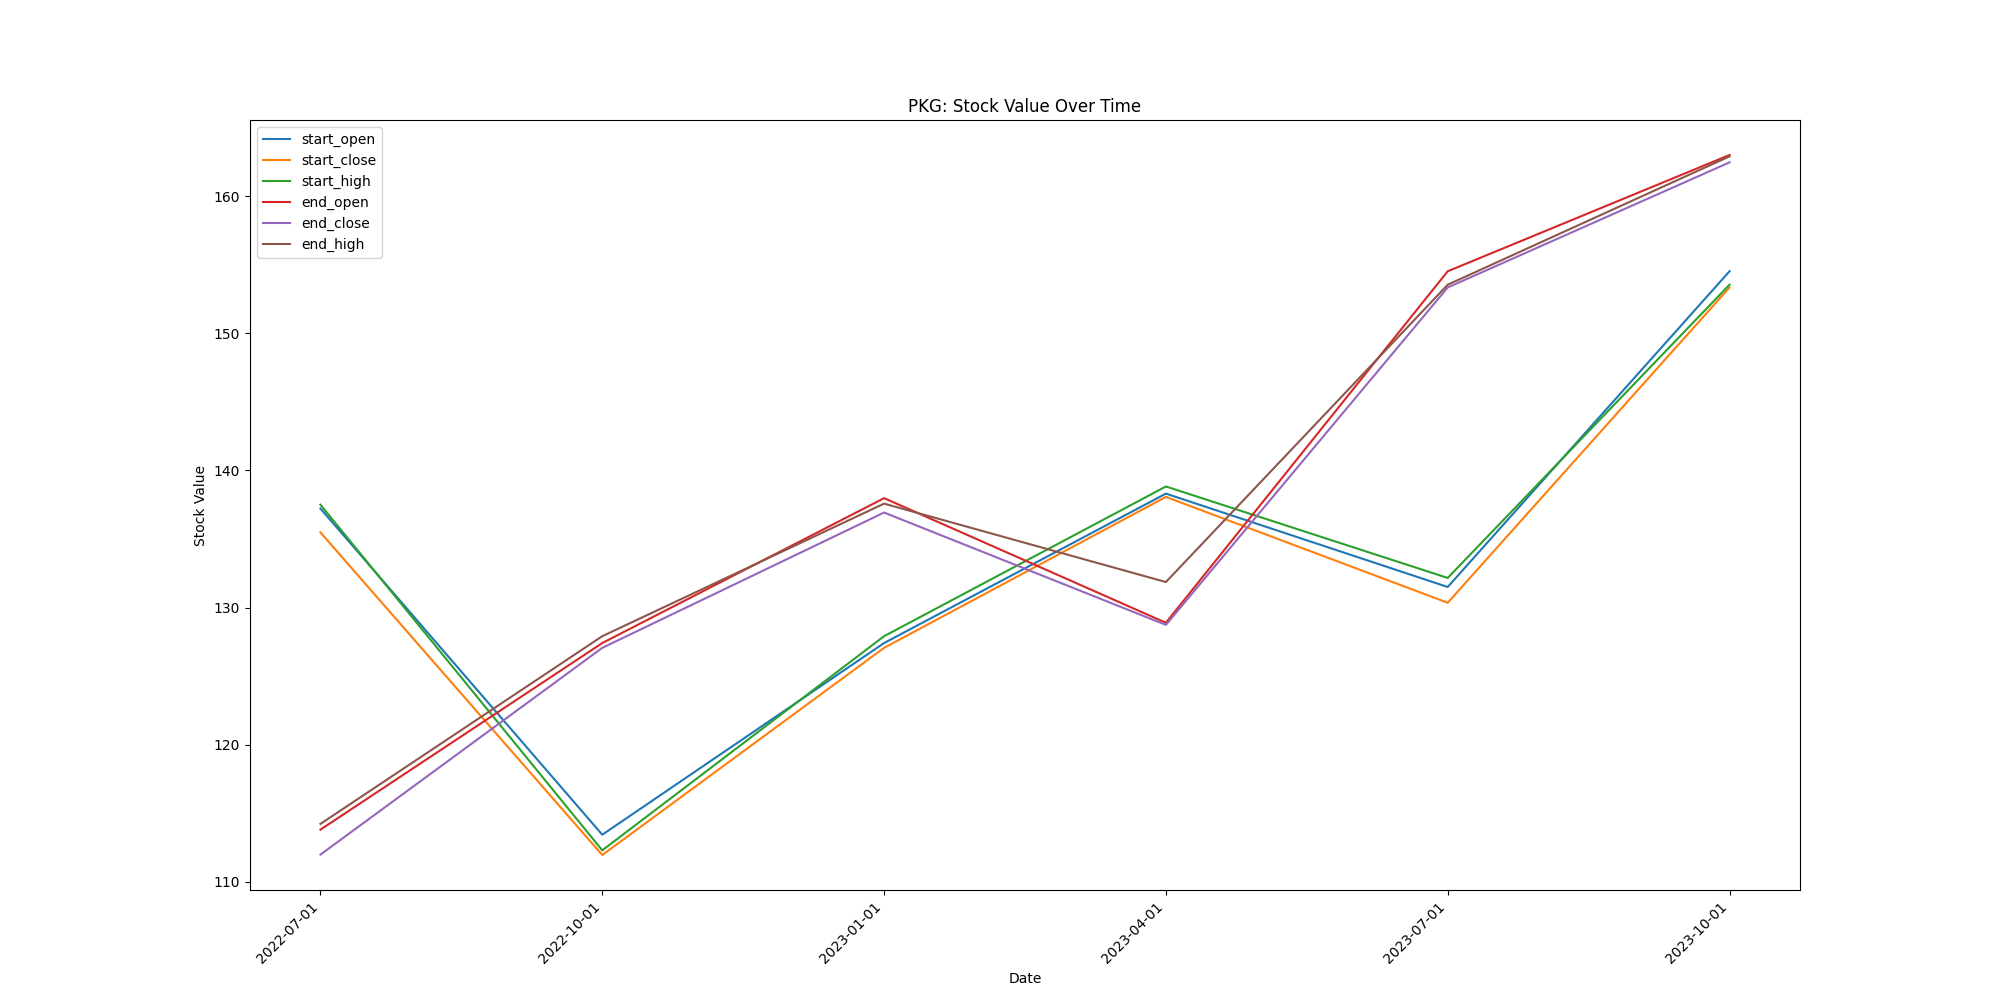 PKG: Stock Value Over Time
start_open
start_close
start_high
end_open
end_close
end_high
160
150
140
130
120
110
Stock Value
2022-07-01
2022-10-01
2023-01-01
2023-04-01
2023-07-01
2023-10-01
Date